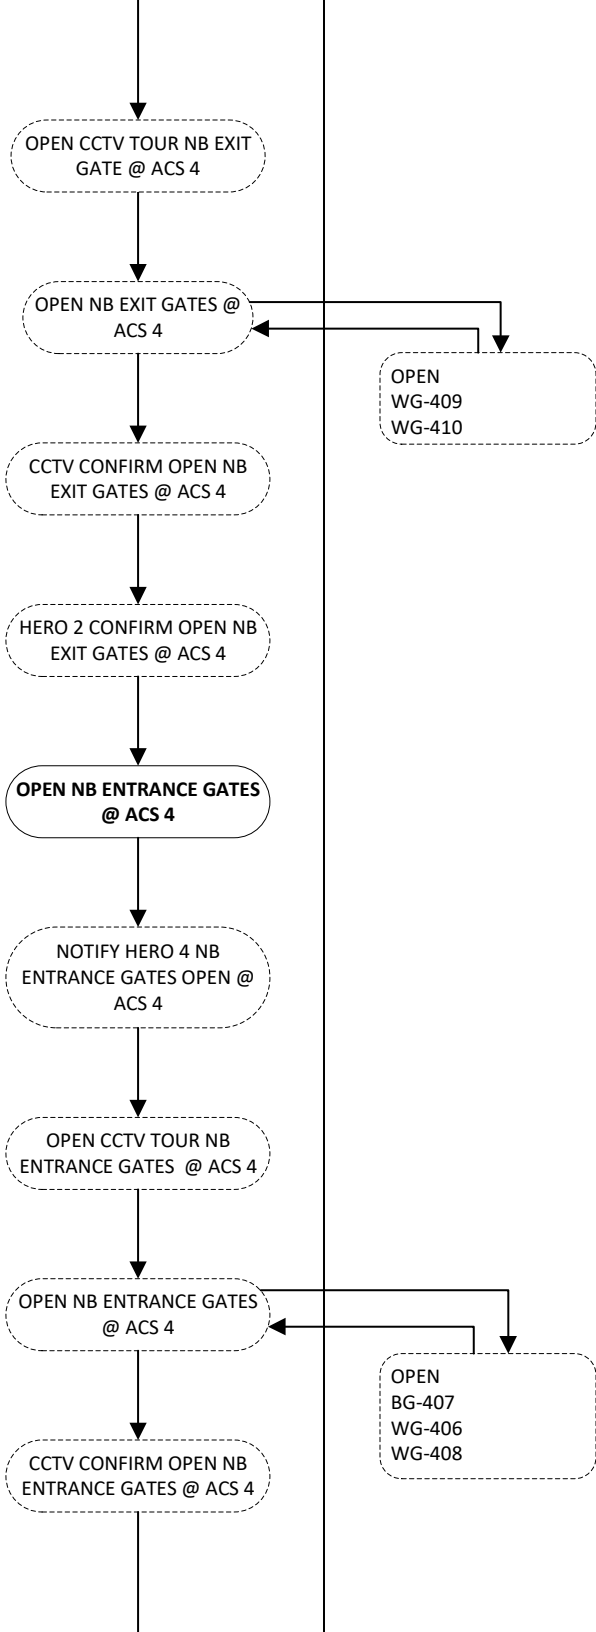 OPEN CCTV TOUR NB EXIT
GATE @ ACS 4
OPEN NB EXIT GATES @
ACS 4
OPEN
WG-409
WG-410
CCTV CONFIRM OPEN NB
EXIT GATES @ ACS 4
HERO 2 CONFIRM OPEN NB
EXIT GATES @ ACS 4
OPEN NB ENTRANCE GATES
@ ACS 4
NOTIFY HERO 4 NB
ENTRANCE GATES OPEN @
ACS 4
OPEN CCTV TOUR NB
ENTRANCE GATES  @ ACS 4
OPEN NB ENTRANCE GATES
@ ACS 4
OPEN
BG-407
WG-406
WG-408
CCTV CONFIRM OPEN NB
ENTRANCE GATES @ ACS 4